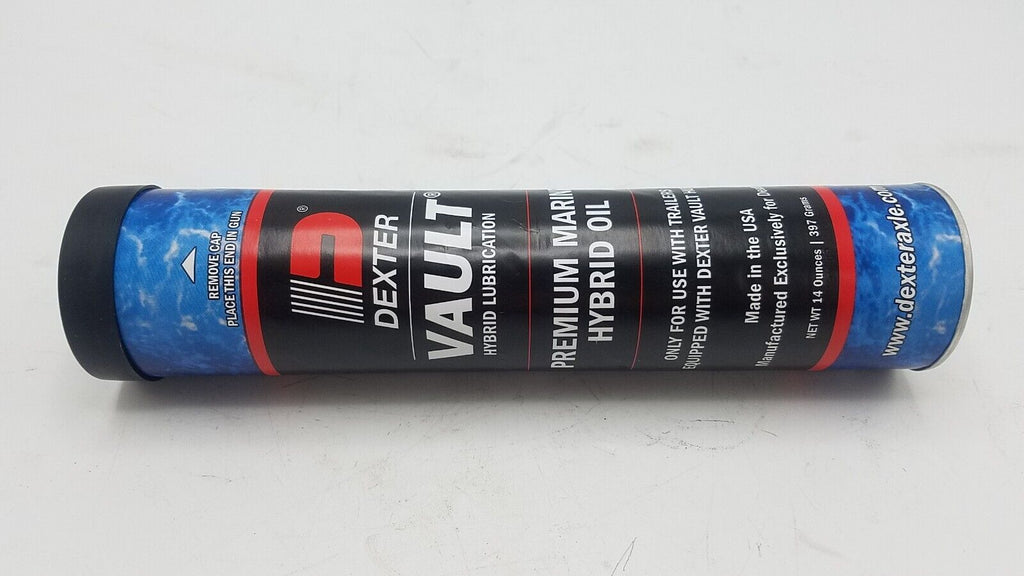 REMOVE CAP
PLACE THIS END IN GUN
®
DEXTER
VAULT®
HYBRID LUBRICATION
PREMIUM MARIN
HYBRID OIL
ONLY FOR USE WITH TRAILERS
EQUIPPED WITH DEXTER VAULT
Made in the USA
Manufactured Exclusively for
NET WT 14 Ounces | 397 Grams
www.dexteraxle.com